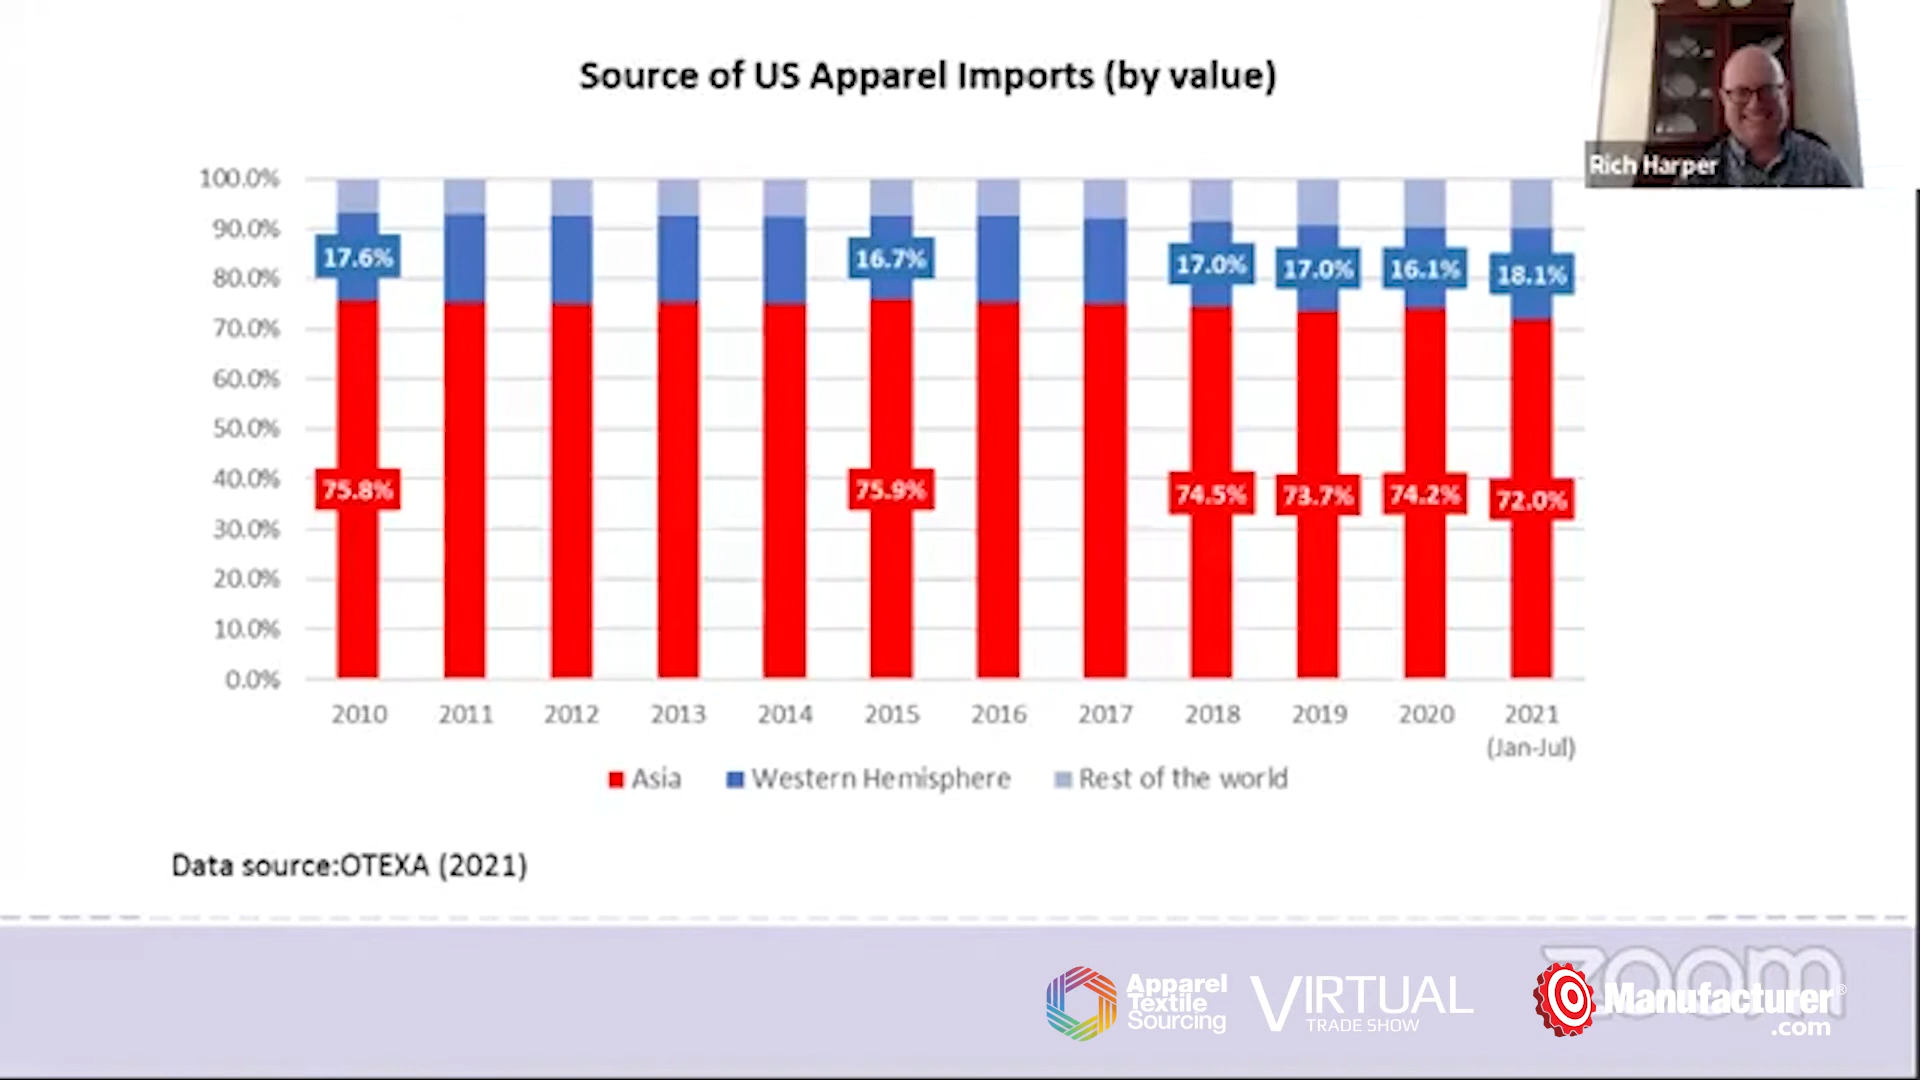 Source of US Apparel Imports (by value)
Rich Harper
100.0%
90.0%
80.0%
70.0%
60.0%
50.0%
40.0%
30.0%
20.0%
10.0%
0.0%
17.6%
16.7%
17.0%
17.0%
16.1%
18.1%
75.8%
75.9%
74.5%
73.7%
74.2%
72.0%
2010 2011 2012 2013 2014 2015 2016 2017 2018 2019 2020 2021
(Jan-Jul)
Asia Western Hemisphere Rest of the world
Data source:OTEXA (2021)
zoom
Apparel
Textile
Sourcing
VIRTUAL
TRADE SHOW
Manufacturer®
.com